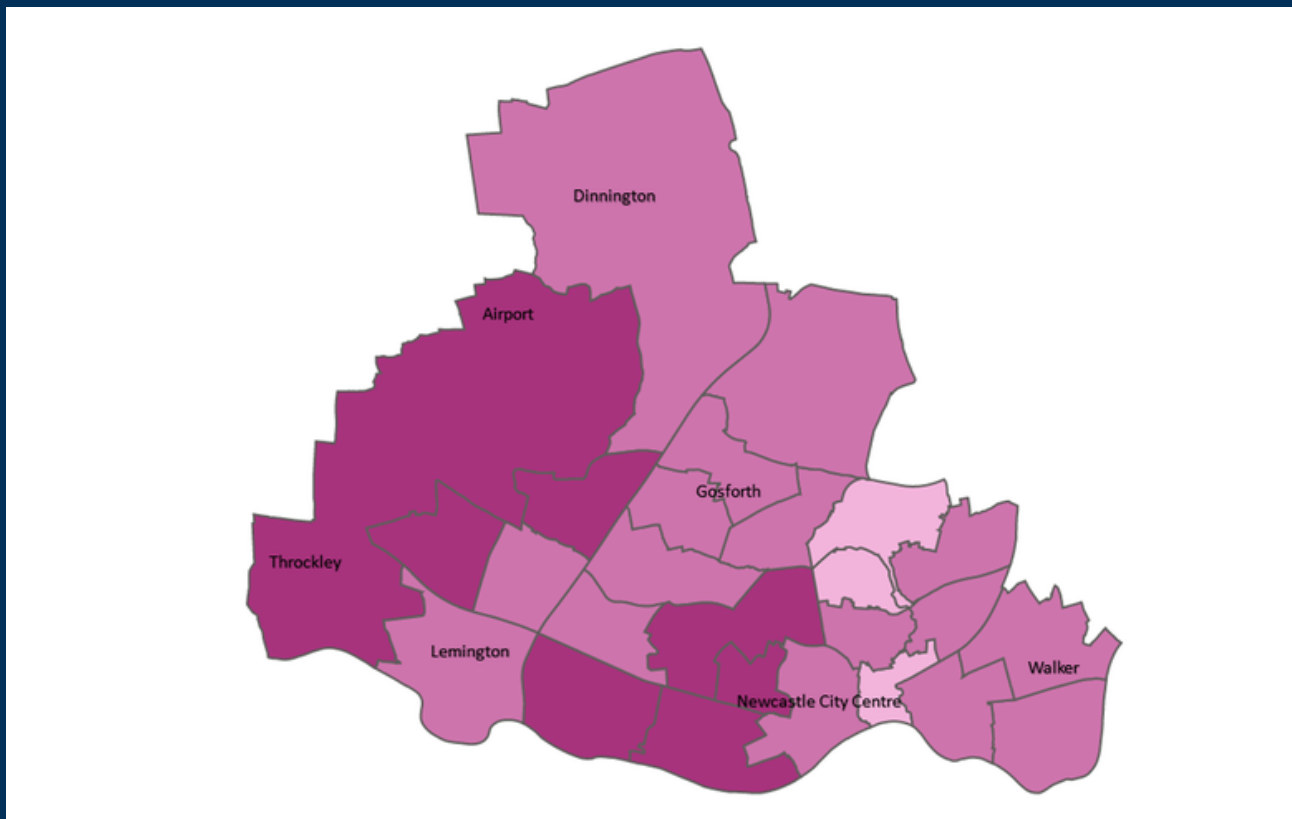 Dinnington
Airport
Gosforth
Throckley
Lemington
Walker
Newcastle City Centre